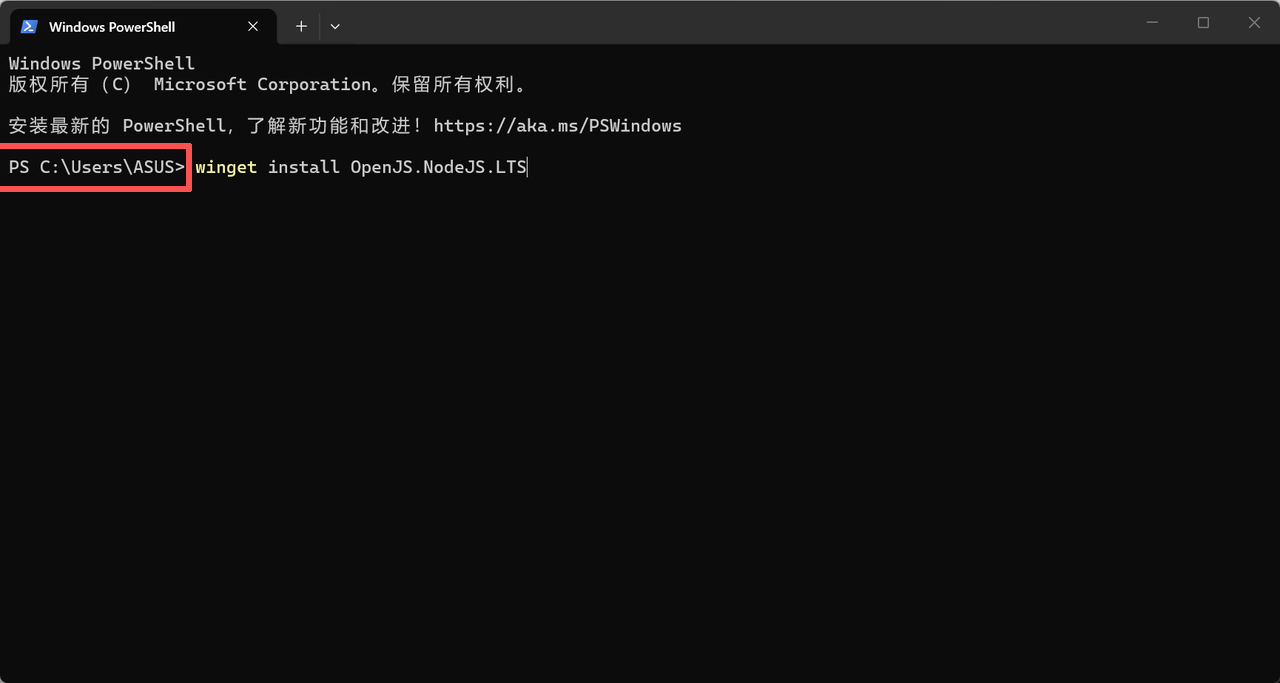 Windows PowerShell
Windows PowerShell
版权所有（C） Microsoft Corporation。保留所有权利。
安装最新的 PowerShell，了解新功能和改进！https://aka.ms/PSWindows
PS C:\Users\ASUS> winget install OpenJS.NodeJS.LTS